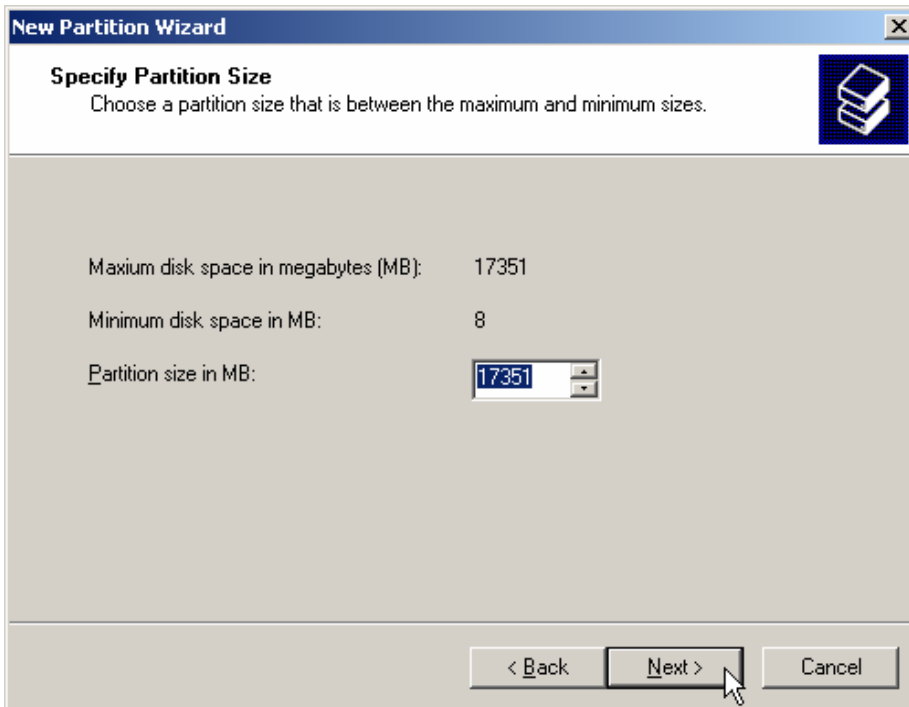 New Partition Wizard
Specify Partition Size
Choose a partition size that is between the maximum and minimum sizes.
Maxium disk space in megabytes (MB): 17351
Minimum disk space in MB: 8
Partition size in MB: 17351
< Back Next > Cancel